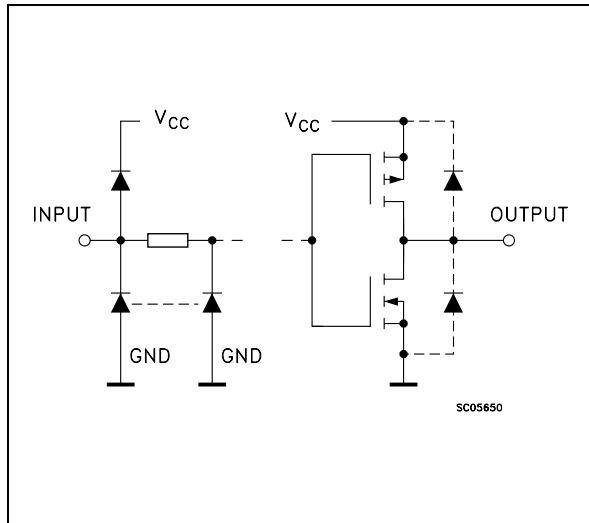 VCC
VCC
INPUT
OUTPUT
GND
GND
SC05650